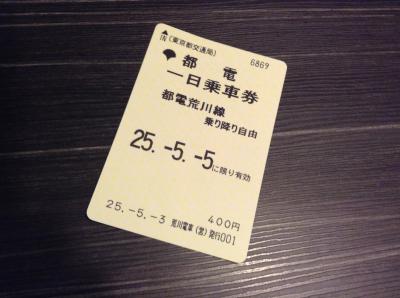 ▲IN (東京都交通局) 6869
都電
一日乗車券
都電荒川線
乗り降り自由
25.-5.-5に限り有効
400円
25.-5.-3 荒川電車(営)発行001